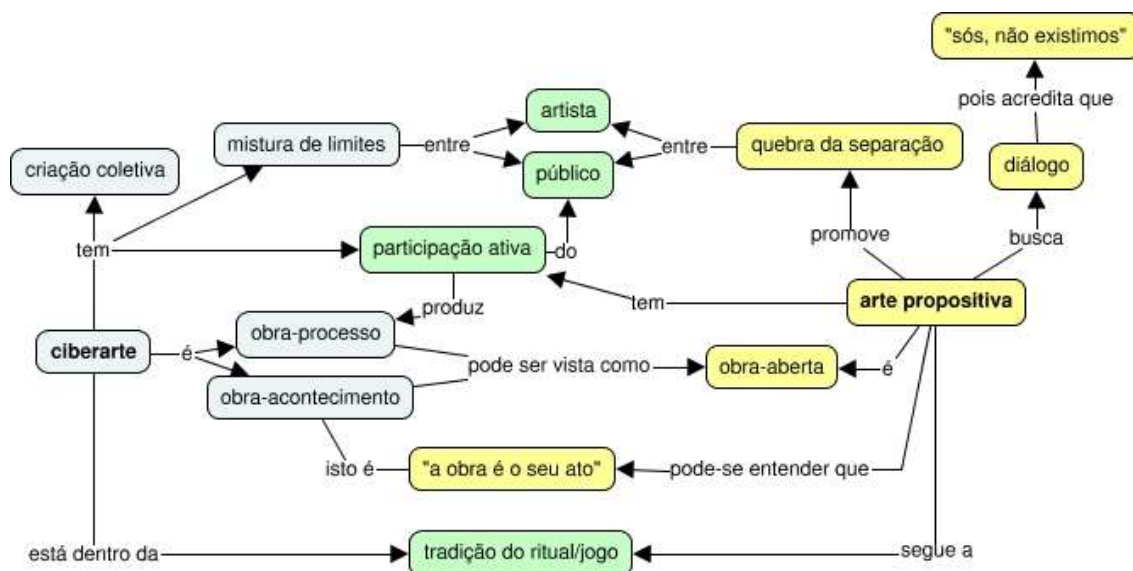 "sós, não existimos"
pois acredita que
artista
mistura de limites
entre
entre
quebra da separação
criação coletiva
público
diálogo
tem
participação ativa
do
promove
busca
produz
tem
arte propositiva
obra-processo
ciberarte
é
pode ser vista como
obra-aberta
é
obra-acontecimento
isto é
"a obra é o seu ato"
pode-se entender que
está dentro da
tradição do ritual/jogo
segue a